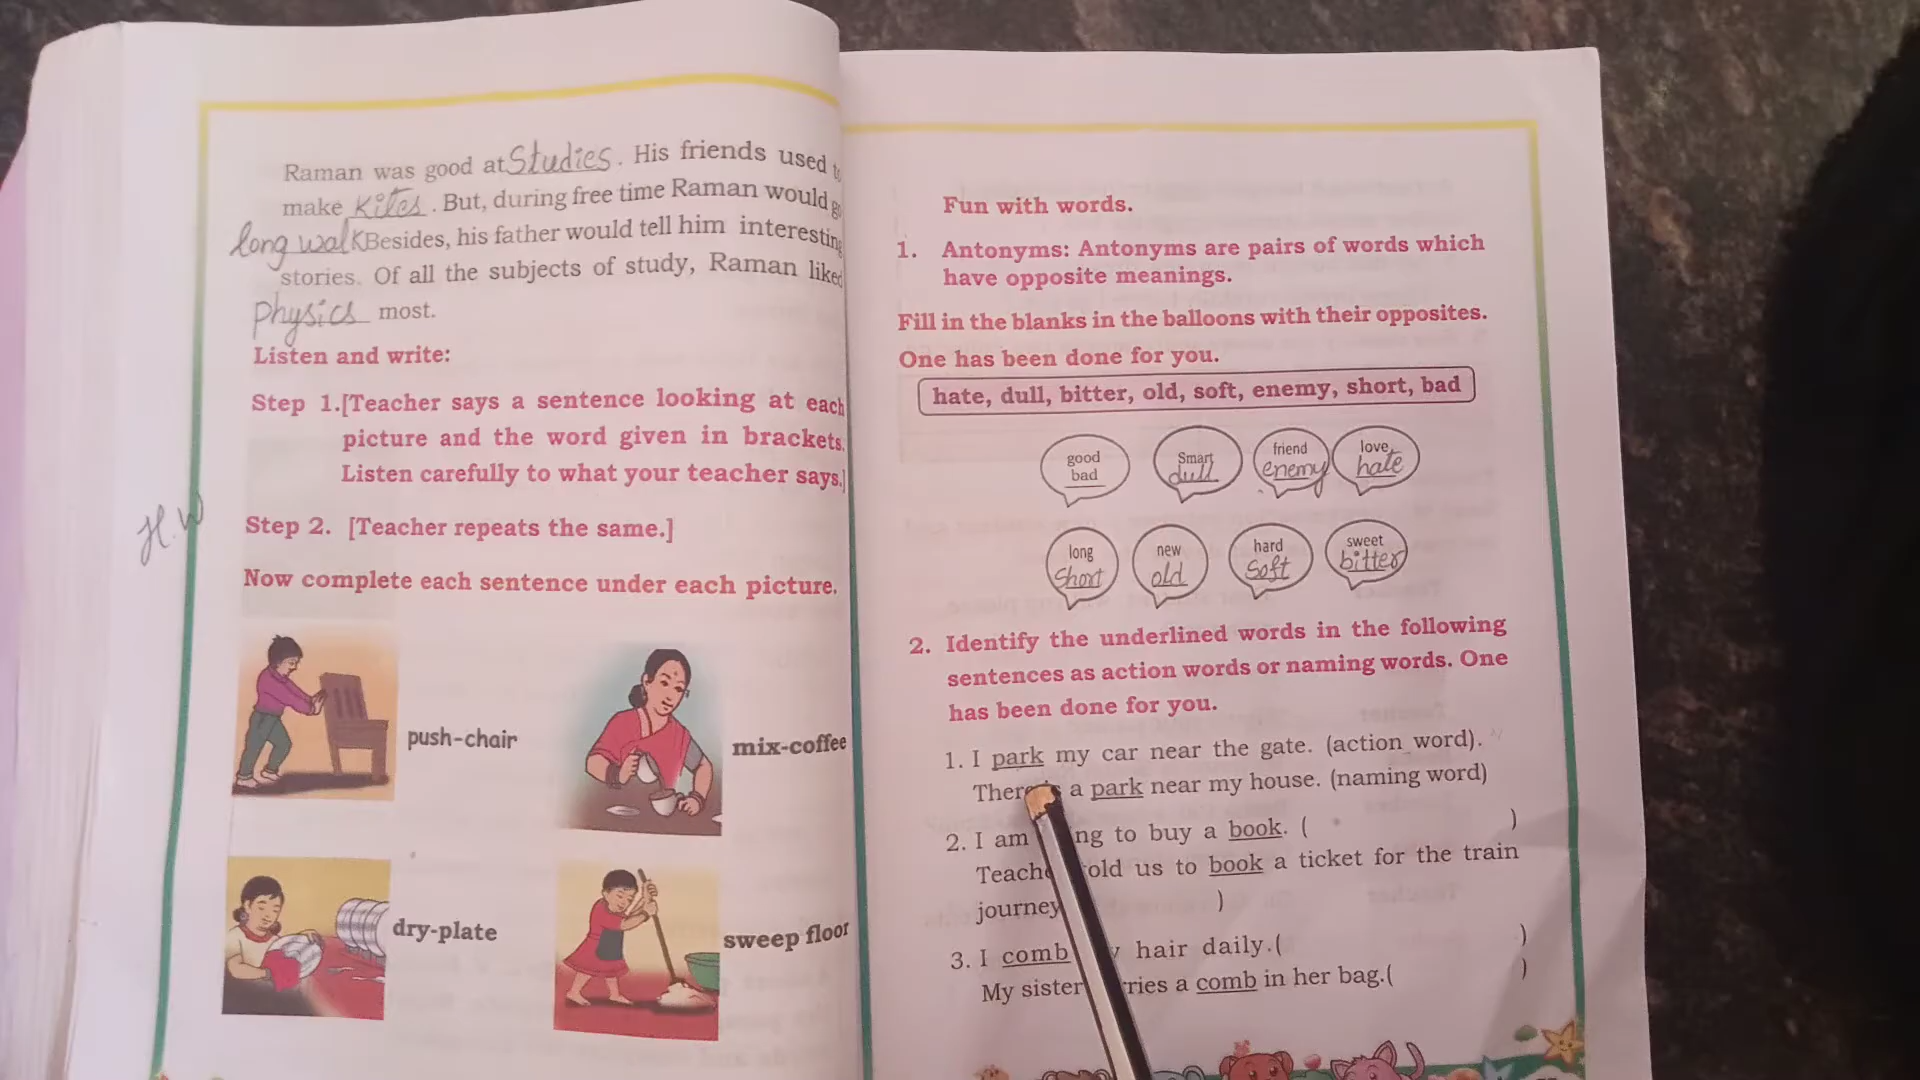 Raman was good at Studies. His friends used to
make Kites. But, during free time Raman would go
long walk Besides, his father would tell him interesting
stories. Of all the subjects of study, Raman liked
Physics most.
Listen and write:
Step 1.[Teacher says a sentence looking at each
picture and the word given in brackets.
Listen carefully to what your teacher says.]
H.W
Step 2. [Teacher repeats the same.]
Now complete each sentence under each picture.
push-chair
mix-coffee
dry-plate
sweep floor
Fun with words.
1. Antonyms: Antonyms are pairs of words which
have opposite meanings.
Fill in the blanks in the balloons with their opposites.
One has been done for you.
hate, dull, bitter, old, soft, enemy, short, bad
good
bad
Smart
dull
friend
enemy
love
hate
long
Short
new
old
hard
Soft
sweet
bitter
2. Identify the underlined words in the following
sentences as action words or naming words. One
has been done for you.
1. I park my car near the gate. (action word).
a park near my house. (naming word)
2. I am to buy a book. ( )
us to book a ticket for the train
journey )
3. I comb hair daily.( )
My sister a comb in her bag.( )